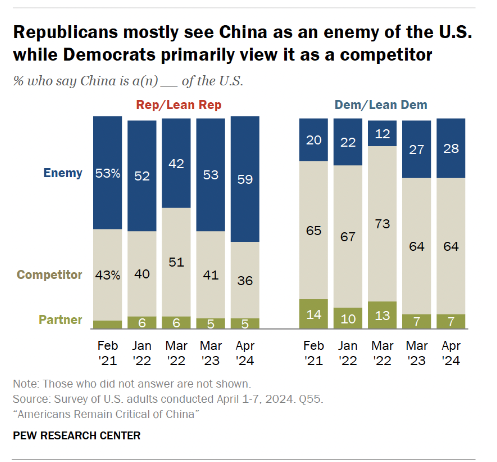 Republicans mostly see China as an enemy of the U.S.
while Democrats primarily view it as a competitor
% who say China is a(n) __ of the U.S.
Rep/Lean Rep Dem/Lean Dem
Enemy 53% 52 42 53 59 20 22 12 27 28
Competitor 43% 40 51 41 36 65 67 73 64 64
Partner 6 6 5 5 14 10 13 7 7
Feb Jan Mar Mar Apr Feb Jan Mar Mar Apr
'21 '22 '22 '23 '24 '21 '22 '22 '23 '24
Note: Those who did not answer are not shown.
Source: Survey of U.S. adults conducted April 1-7, 2024. Q55.
“Americans Remain Critical of China”
PEW RESEARCH CENTER